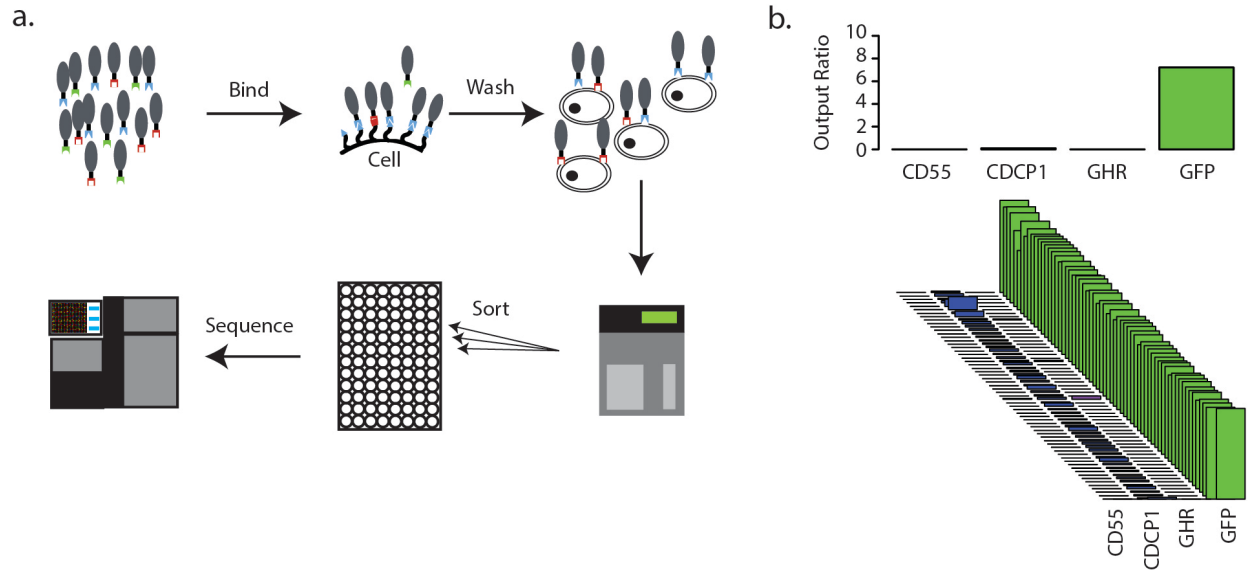 a.
Bind
Wash
Cell
Sort
Sequence
b.
Output Ratio
10
8
6
4
2
0
CD55 CDCP1 GHR GFP
CD55
CDCP1
GHR
GFP